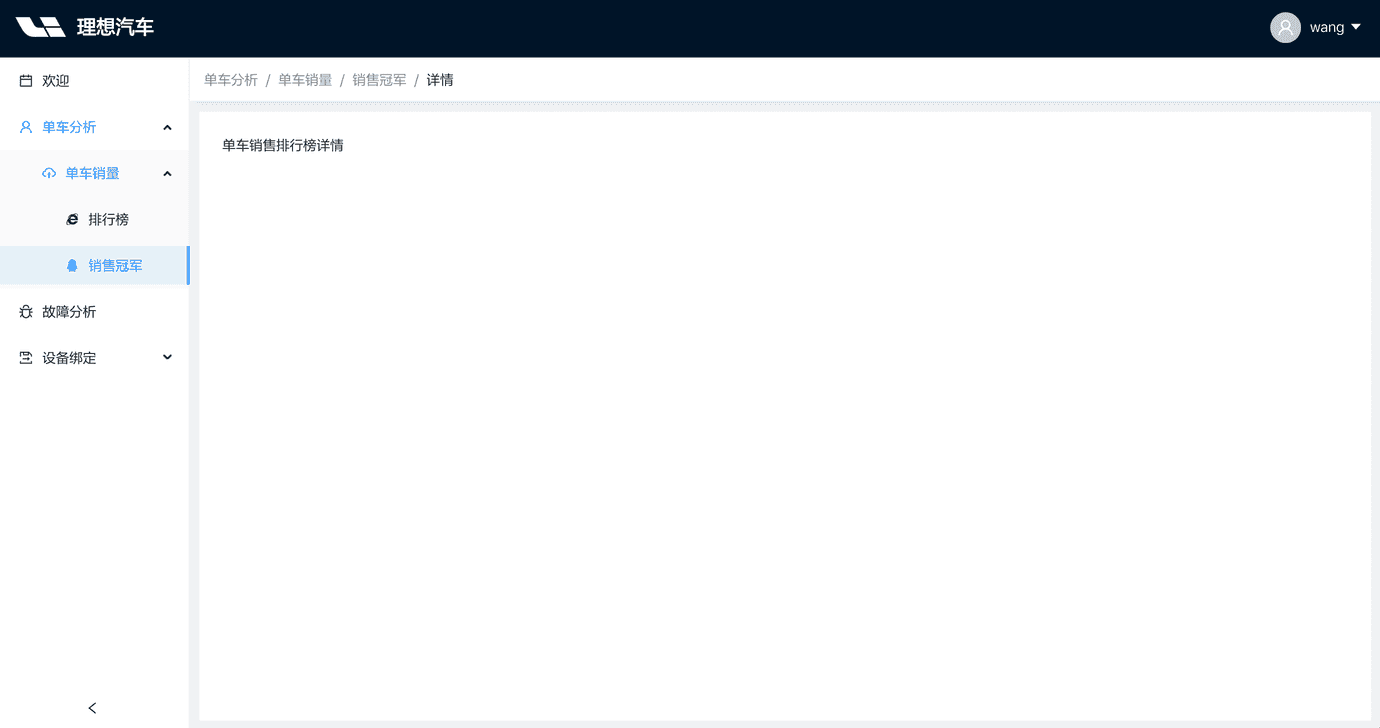 理想汽车
wang
欢迎
单车分析
单车销量
排行榜
销售冠军
故障分析
设备绑定
单车分析 / 单车销量 / 销售冠军 / 详情
单车销售排行榜详情